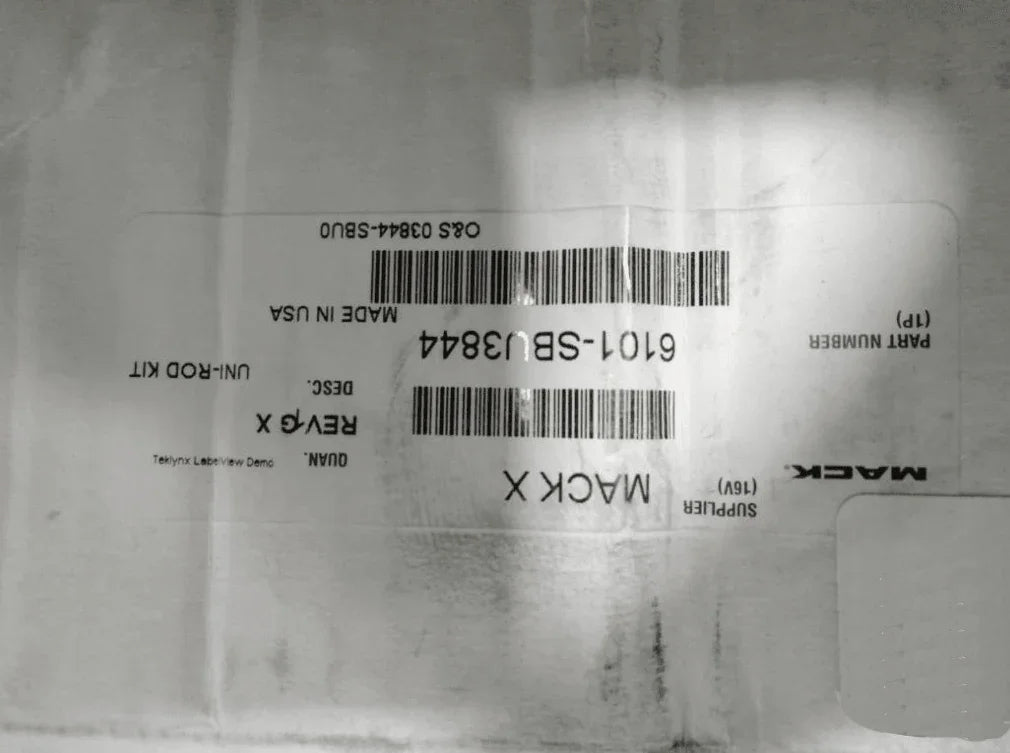 MACK®
SUPPLIER
(16V)
MACK X
QUAN.
Teklynx LabelView Demo
REV G X
DESC.
UNI-ROD KIT
PART NUMBER
(1P)
6101-SBU3844
MADE IN USA
O&S 03844-SBU0